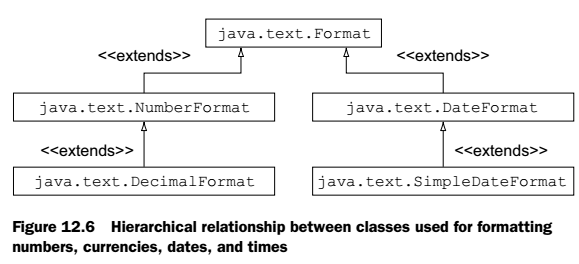 java.text.Format
<<extends>> <<extends>>
java.text.NumberFormat java.text.DateFormat
<<extends>> <<extends>>
java.text.DecimalFormat java.text.SimpleDateFormat
Figure 12.6 Hierarchical relationship between classes used for formatting
numbers, currencies, dates, and times